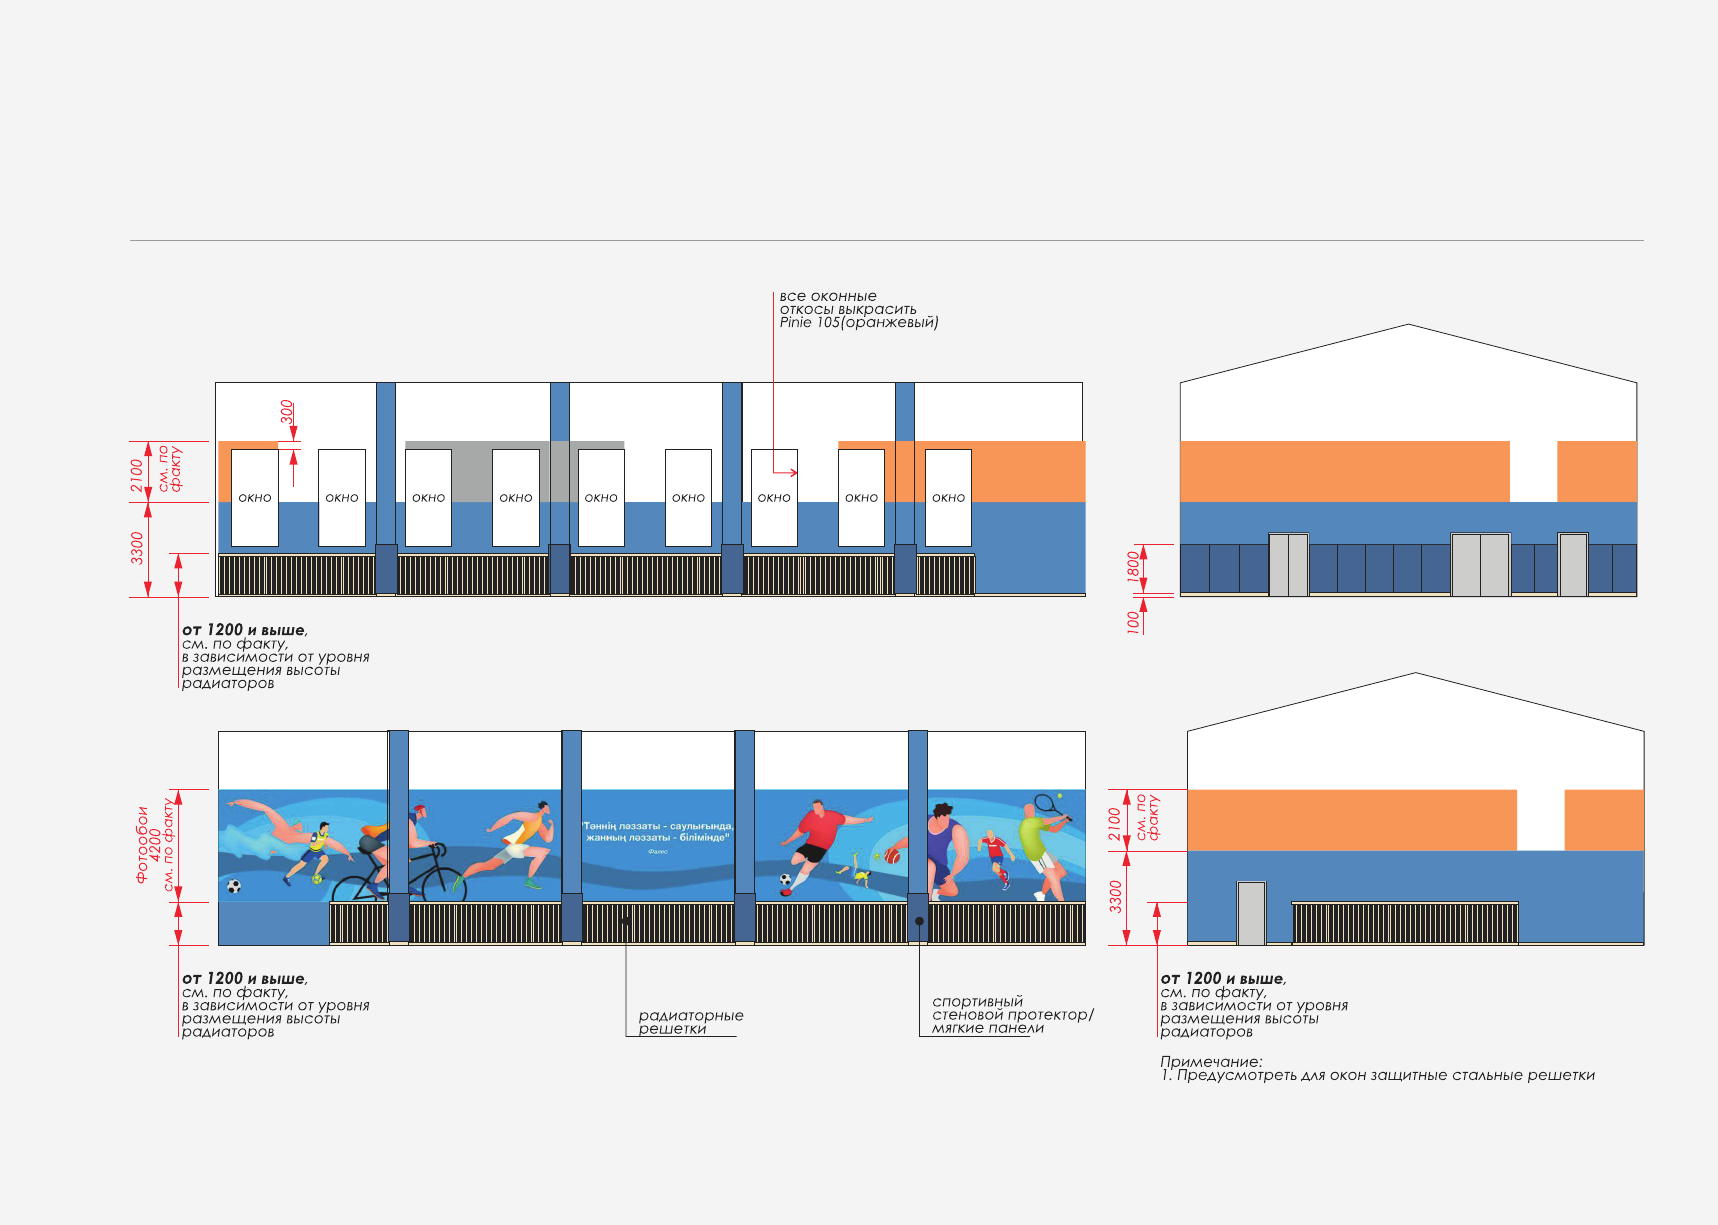 все оконные
откосы выкрасить
Pinie 105(оранжевый)
300
2100
см. по
факту
3300
ОКНО
ОКНО
ОКНО
ОКНО
ОКНО
ОКНО
ОКНО
ОКНО
ОКНО
1800
100
от 1200 и выше,
см. по факту,
в зависимости от уровня
размещения высоты
радиаторов
Фотообои
4200
см. по факту
"Тәннің ләззаты - саулығында,
жанның ләззаты - білімінде"
Фалес
2100
см. по
факту
3300
от 1200 и выше,
см. по факту,
в зависимости от уровня
размещения высоты
радиаторов
радиаторные
решетки
спортивный
стеновой протектор/
мягкие панели
от 1200 и выше,
см. по факту,
в зависимости от уровня
размещения высоты
радиаторов
Примечание:
1. Предусмотреть для окон защитные стальные решетки